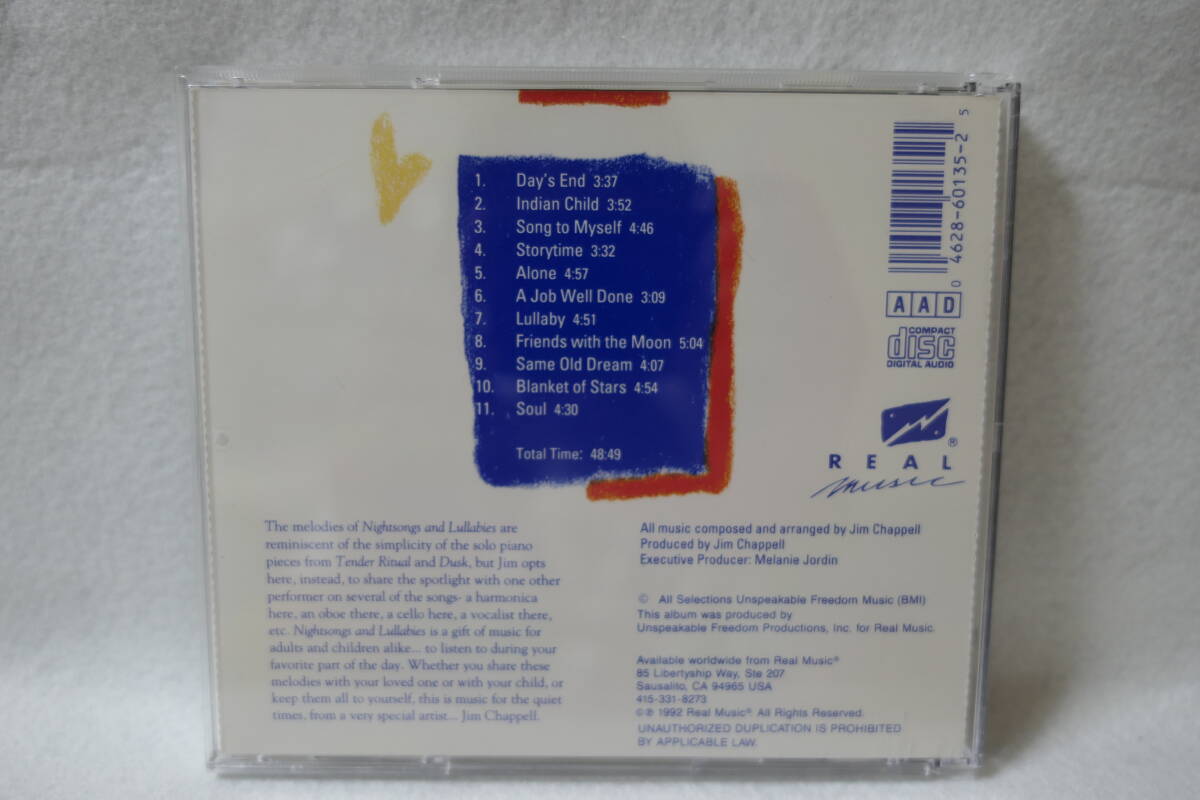 1. Day's End 3:37
2. Indian Child 3:52
3. Song to Myself 4:46
4. Storytime 3:32
5. Alone 4:57
6. A Job Well Done 3:09
7. Lullaby 4:51
8. Friends with the Moon 5:04
9. Same Old Dream 4:07
10. Blanket of Stars 4:54
11. Soul 4:30
Total Time: 48:49
0 4628-60135-2 5
AAD
COMPACT
disc
DIGITAL AUDIO
®
REAL
music
The melodies of Nightsongs and Lullabies are
reminiscent of the simplicity of the solo piano
pieces from Tender Ritual and Dusk, but Jim opts
here, instead, to share the spotlight with one other
performer on several of the songs- a harmonica
here, an oboe there, a cello here, a vocalist there,
etc. Nightsongs and Lullabies is a gift of music for
adults and children alike... to listen to during your
favorite part of the day. Whether you share these
melodies with your loved one or with your child, or
keep them all to yourself, this is music for the quiet
times, from a very special artist... Jim Chappell.
All music composed and arranged by Jim Chappell
Produced by Jim Chappell
Executive Producer: Melanie Jordin
© All Selections Unspeakable Freedom Music (BMI)
This album was produced by
Unspeakable Freedom Productions, Inc. for Real Music.
Available worldwide from Real Music®
85 Libertyship Way, Ste 207
Sausalito, CA 94965 USA
415-331-8273
©℗ 1992 Real Music® All Rights Reserved.
UNAUTHORIZED DUPLICATION IS PROHIBITED
BY APPLICABLE LAW.